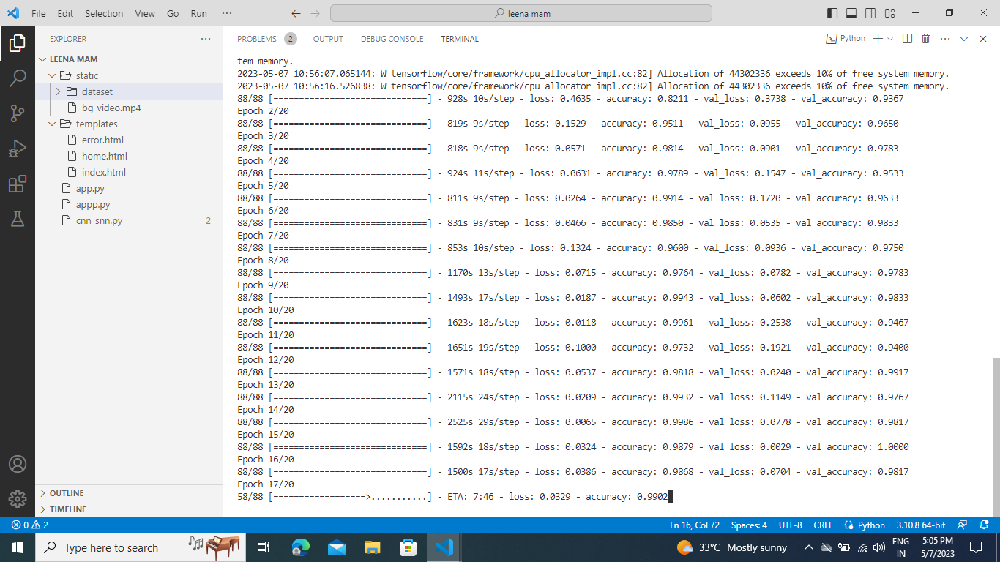 File Edit Selection View Go Run ··· leena mam
EXPLORER ···
LEENA MAM
static
dataset
bg-video.mp4
templates
error.html
home.html
index.html
app.py
appp.py
cnn_snn.py 2
OUTLINE
TIMELINE
PROBLEMS 2 OUTPUT DEBUG CONSOLE TERMINAL Python
tem memory.
2023-05-07 10:56:07.065144: W tensorflow/core/framework/cpu_allocator_impl.cc:82] Allocation of 44302336 exceeds 10% of free system memory.
2023-05-07 10:56:16.526838: W tensorflow/core/framework/cpu_allocator_impl.cc:82] Allocation of 44302336 exceeds 10% of free system memory.
88/88 [==============================] - 928s 10s/step - loss: 0.4635 - accuracy: 0.8211 - val_loss: 0.3738 - val_accuracy: 0.9367
Epoch 2/20
88/88 [==============================] - 819s 9s/step - loss: 0.1529 - accuracy: 0.9511 - val_loss: 0.0955 - val_accuracy: 0.9650
Epoch 3/20
88/88 [==============================] - 818s 9s/step - loss: 0.0571 - accuracy: 0.9814 - val_loss: 0.0901 - val_accuracy: 0.9783
Epoch 4/20
88/88 [==============================] - 924s 11s/step - loss: 0.0631 - accuracy: 0.9789 - val_loss: 0.1547 - val_accuracy: 0.9533
Epoch 5/20
88/88 [==============================] - 811s 9s/step - loss: 0.0264 - accuracy: 0.9914 - val_loss: 0.1720 - val_accuracy: 0.9633
Epoch 6/20
88/88 [==============================] - 831s 9s/step - loss: 0.0466 - accuracy: 0.9850 - val_loss: 0.0535 - val_accuracy: 0.9833
Epoch 7/20
88/88 [==============================] - 853s 10s/step - loss: 0.1324 - accuracy: 0.9600 - val_loss: 0.0936 - val_accuracy: 0.9750
Epoch 8/20
88/88 [==============================] - 1170s 13s/step - loss: 0.0715 - accuracy: 0.9764 - val_loss: 0.0782 - val_accuracy: 0.9783
Epoch 9/20
88/88 [==============================] - 1493s 17s/step - loss: 0.0187 - accuracy: 0.9943 - val_loss: 0.0602 - val_accuracy: 0.9833
Epoch 10/20
88/88 [==============================] - 1623s 18s/step - loss: 0.0118 - accuracy: 0.9961 - val_loss: 0.2538 - val_accuracy: 0.9467
Epoch 11/20
88/88 [==============================] - 1651s 19s/step - loss: 0.1000 - accuracy: 0.9732 - val_loss: 0.1921 - val_accuracy: 0.9400
Epoch 12/20
88/88 [==============================] - 1571s 18s/step - loss: 0.0537 - accuracy: 0.9818 - val_loss: 0.0240 - val_accuracy: 0.9917
Epoch 13/20
88/88 [==============================] - 2115s 24s/step - loss: 0.0209 - accuracy: 0.9932 - val_loss: 0.1149 - val_accuracy: 0.9767
Epoch 14/20
88/88 [==============================] - 2525s 29s/step - loss: 0.0065 - accuracy: 0.9986 - val_loss: 0.0778 - val_accuracy: 0.9817
Epoch 15/20
88/88 [==============================] - 1592s 18s/step - loss: 0.0324 - accuracy: 0.9879 - val_loss: 0.0029 - val_accuracy: 1.0000
Epoch 16/20
88/88 [==============================] - 1500s 17s/step - loss: 0.0386 - accuracy: 0.9868 - val_loss: 0.0704 - val_accuracy: 0.9817
Epoch 17/20
58/88 [==================>...........] - ETA: 7:46 - loss: 0.0329 - accuracy: 0.9902
0 2 Ln 16, Col 72 Spaces: 4 UTF-8 CRLF Python 3.10.8 64-bit
Type here to search 33°C Mostly sunny ENG 5:05 PM
IN 5/7/2023